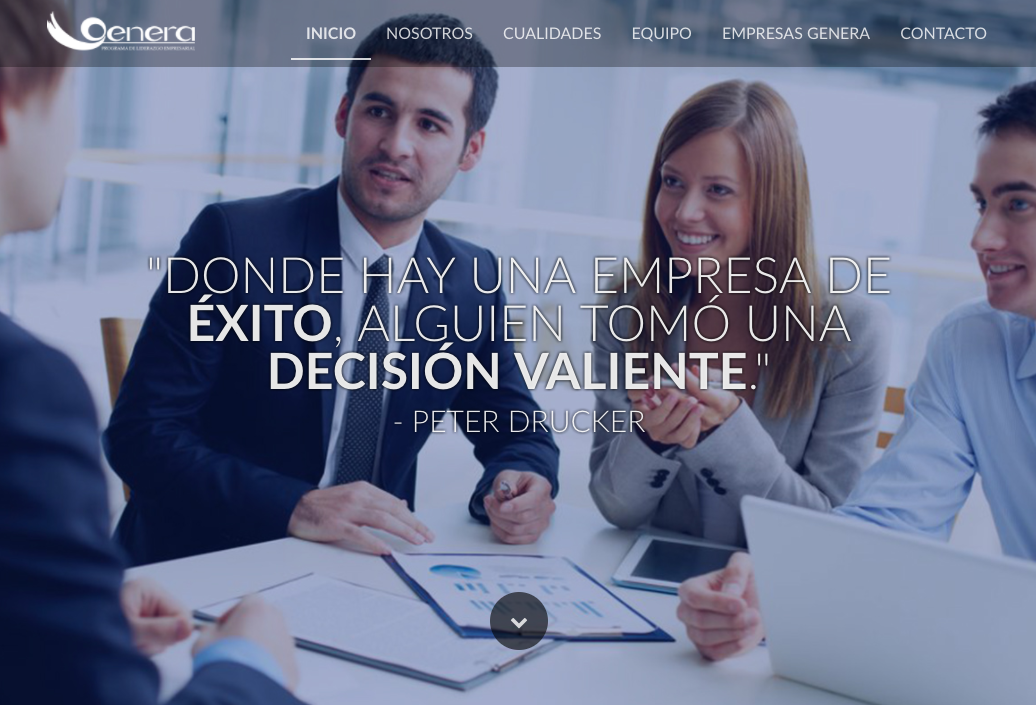 Genera
PROGRAMA DE LIDERAZGO EMPRESARIAL
INICIO NOSOTROS CUALIDADES EQUIPO EMPRESAS GENERA CONTACTO
"DONDE HAY UNA EMPRESA DE
ÉXITO, ALGUIEN TOMÓ UNA
DECISIÓN VALIENTE."
- PETER DRUCKER